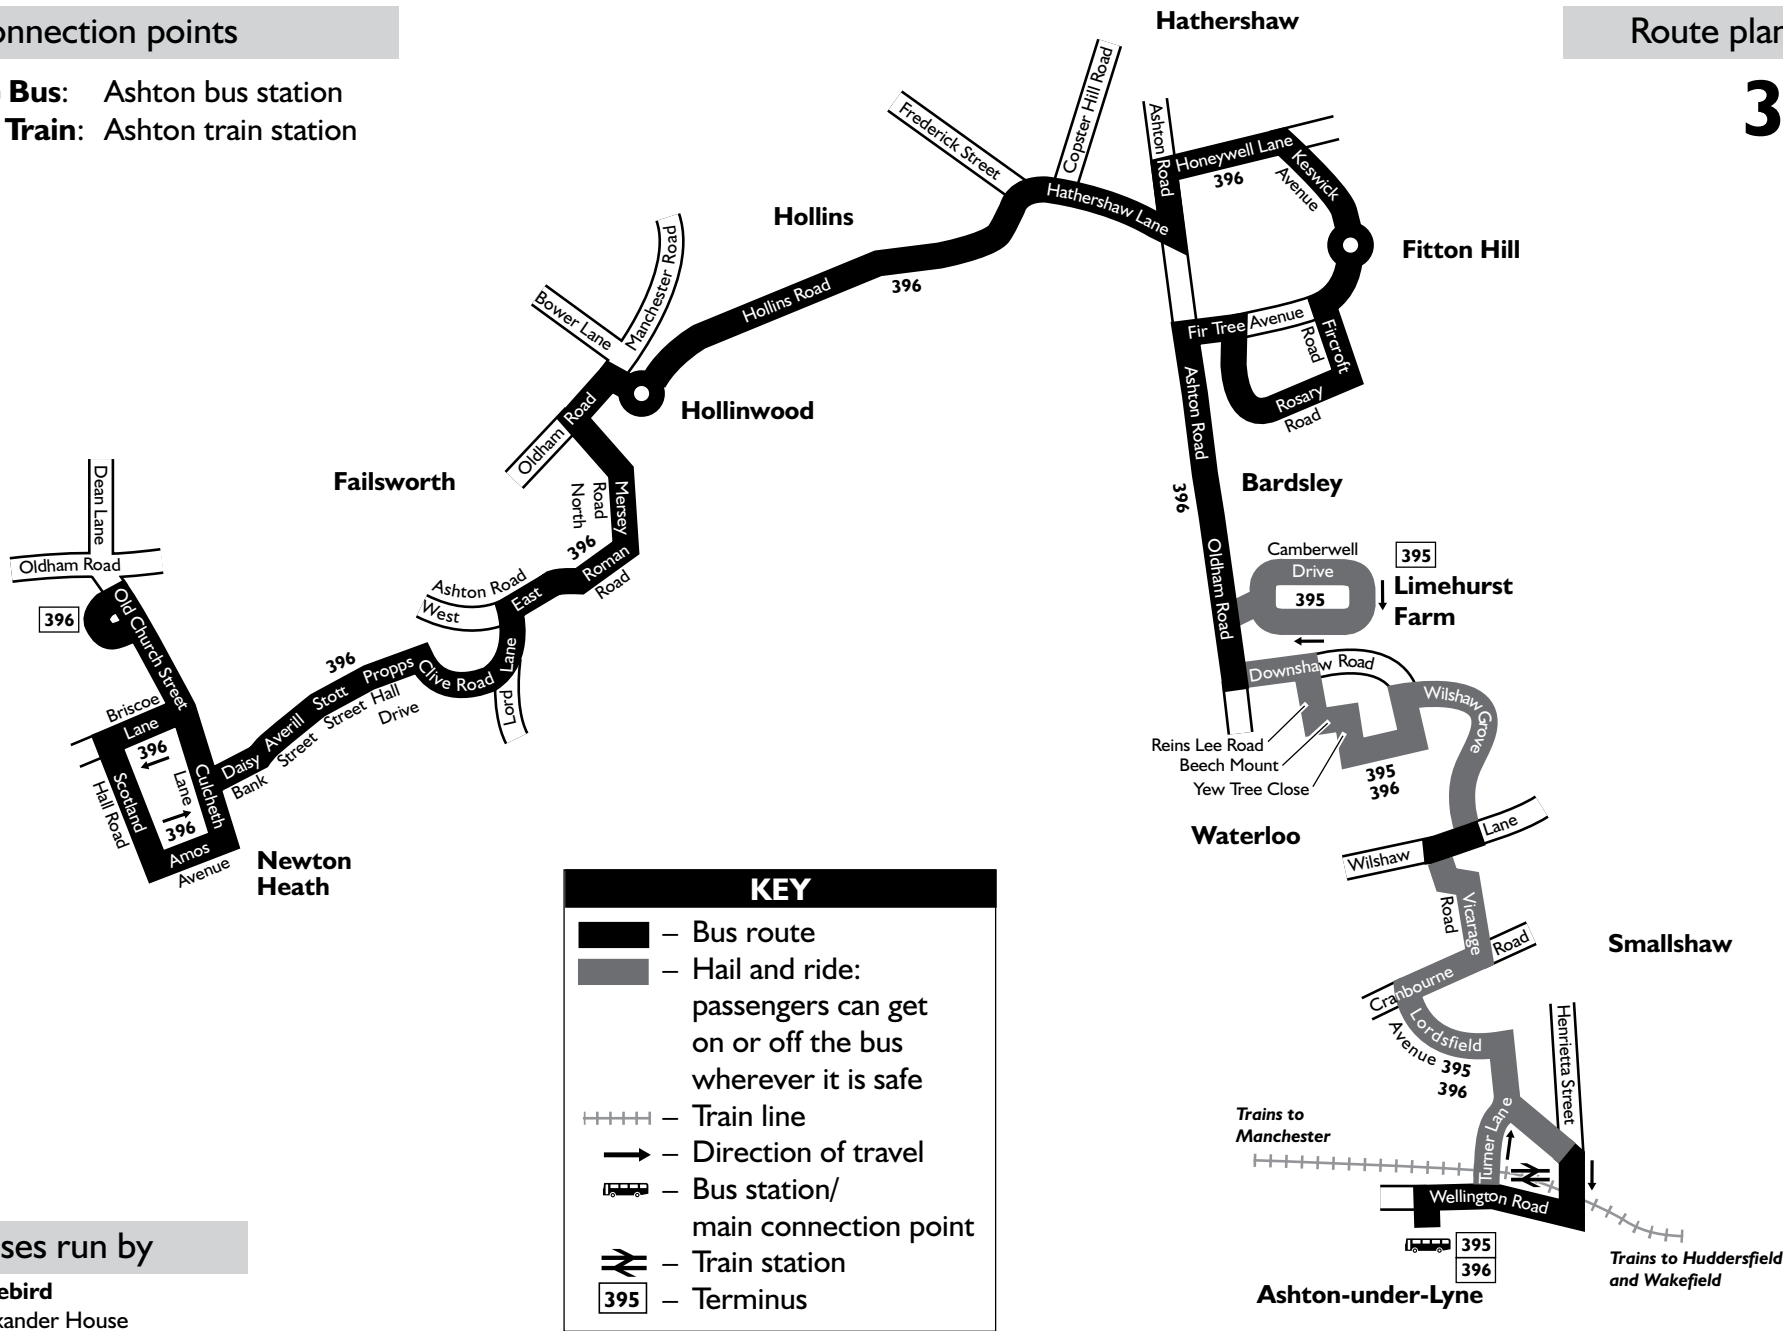 onnection points
Bus: Ashton bus station
Train: Ashton train station
Route plan
3
Hathershaw
Frederick Street
Copster Hill Road
Ashton Road
Honeywell Lane
396
Keswick
Avenue
Hathershaw Lane
Hollins
Manchester Road
Bower Lane
Hollins Road
396
Fitton Hill
Fir Tree Avenue
Fircroft
Road
Rosary
Road
Ashton Road
Hollinwood
Oldham Road
Failsworth
Mersey
Road
North
396
Roman
Road
Bardsley
396
Oldham Road
Dean Lane
Oldham Road
396
Old Church Street
Ashton Road
West
East
Lane
Lord
Clive Road
396
Propps
Hall
Drive
Stott
Street
Averill
Street
Daisy
Bank
Briscoe
Lane
396
Lane
Culcheth
Scotland
Hall Road
396
Amos
Avenue
Newton
Heath
Camberwell
Drive
395
395
Limehurst
Farm
Downshaw Road
Wilshaw Grove
Reins Lee Road
Beech Mount
Yew Tree Close
395
396
Waterloo
Wilshaw
Lane
Vicarage
Road
Smallshaw
Cranbourne
Road
Lordsfield
Avenue
395
396
Henrietta Street
Turner Lane
Trains to
Manchester
Wellington Road
395
396
Ashton-under-Lyne
Trains to Huddersfield
and Wakefield
KEY
– Bus route
– Hail and ride:
passengers can get
on or off the bus
wherever it is safe
– Train line
– Direction of travel
– Bus station/
main connection point
– Train station
395 – Terminus
ses run by
ebird
xander House